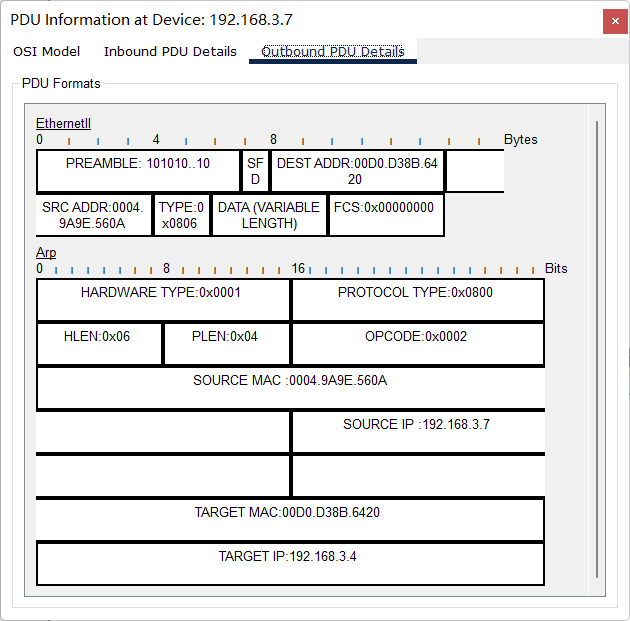 PDU Information at Device: 192.168.3.7
×
OSI Model Inbound PDU Details Outbound PDU Details
PDU Formats
EthernetII
0 4 8 Bytes
PREAMBLE: 101010..10
SF
D
DEST ADDR:00D0.D38B.64
20
SRC ADDR:0004.
9A9E.560A
TYPE:0
x0806
DATA (VARIABLE
LENGTH)
FCS:0x00000000
Arp
0 8 16 Bits
HARDWARE TYPE:0x0001 PROTOCOL TYPE:0x0800
HLEN:0x06 PLEN:0x04 OPCODE:0x0002
SOURCE MAC :0004.9A9E.560A
SOURCE IP :192.168.3.7
TARGET MAC:00D0.D38B.6420
TARGET IP:192.168.3.4